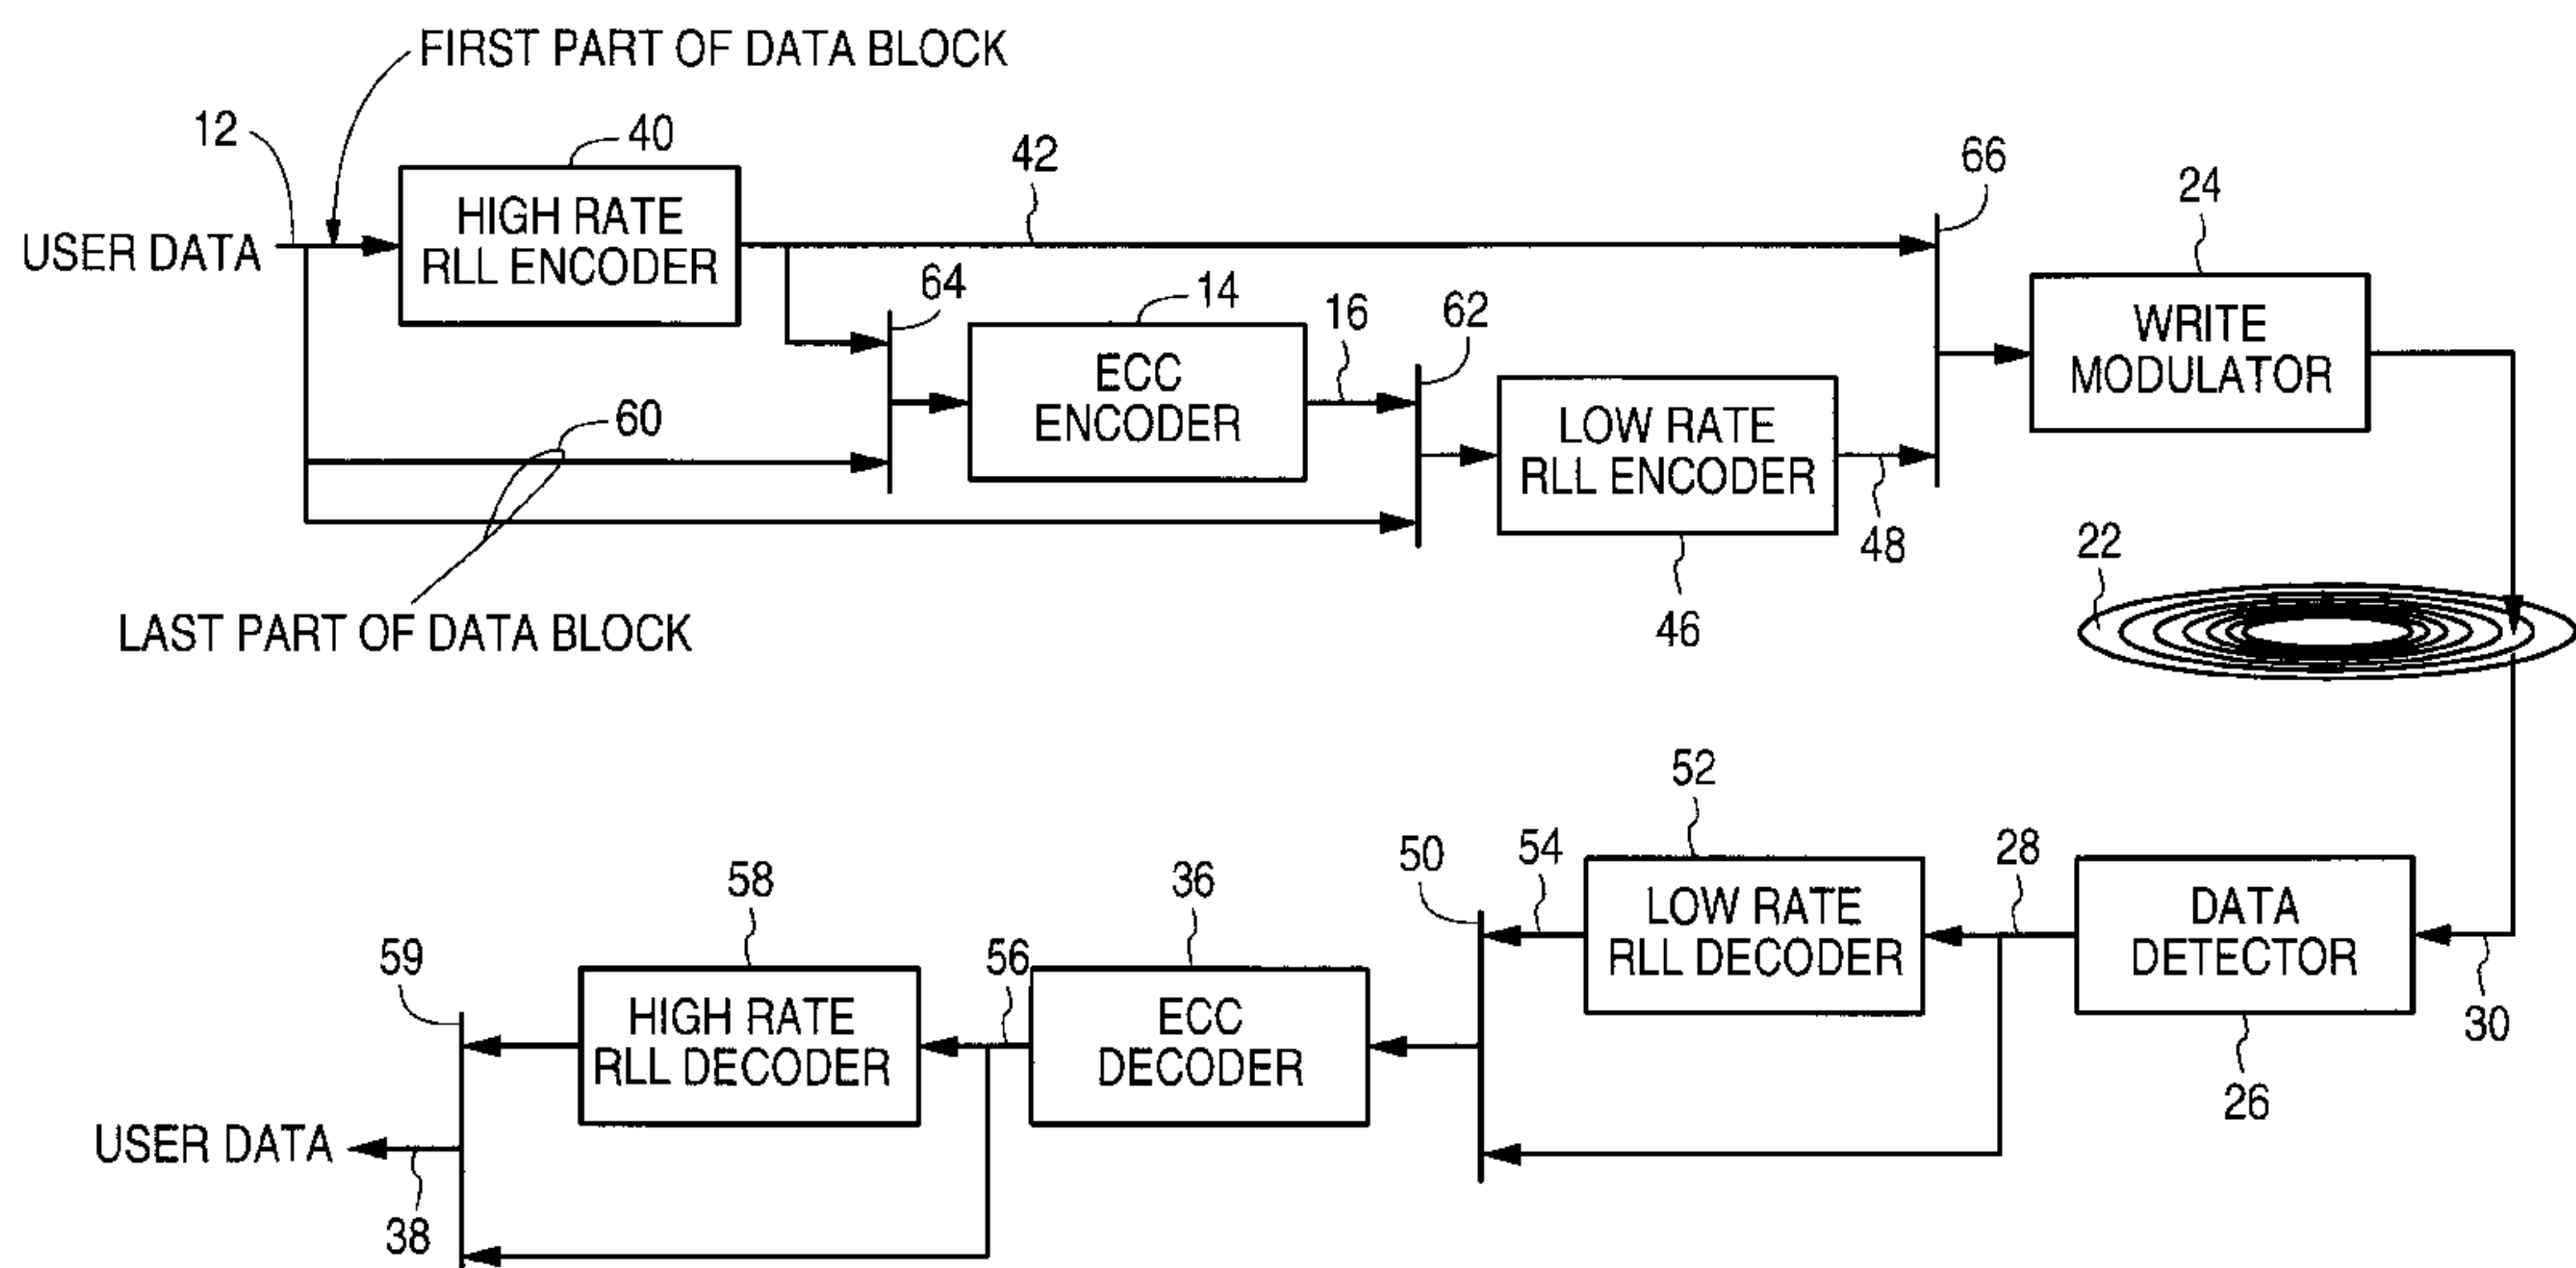 FIRST PART OF DATA BLOCK
12
40
42
66
24
USER DATA
HIGH RATE
RLL ENCODER
64
14
16
62
WRITE
MODULATOR
ECC
ENCODER
60
LOW RATE
RLL ENCODER
48
22
LAST PART OF DATA BLOCK
46
52
50
54
28
58
36
59
56
LOW RATE
RLL DECODER
DATA
DETECTOR
HIGH RATE
RLL DECODER
ECC
DECODER
30
26
USER DATA
38